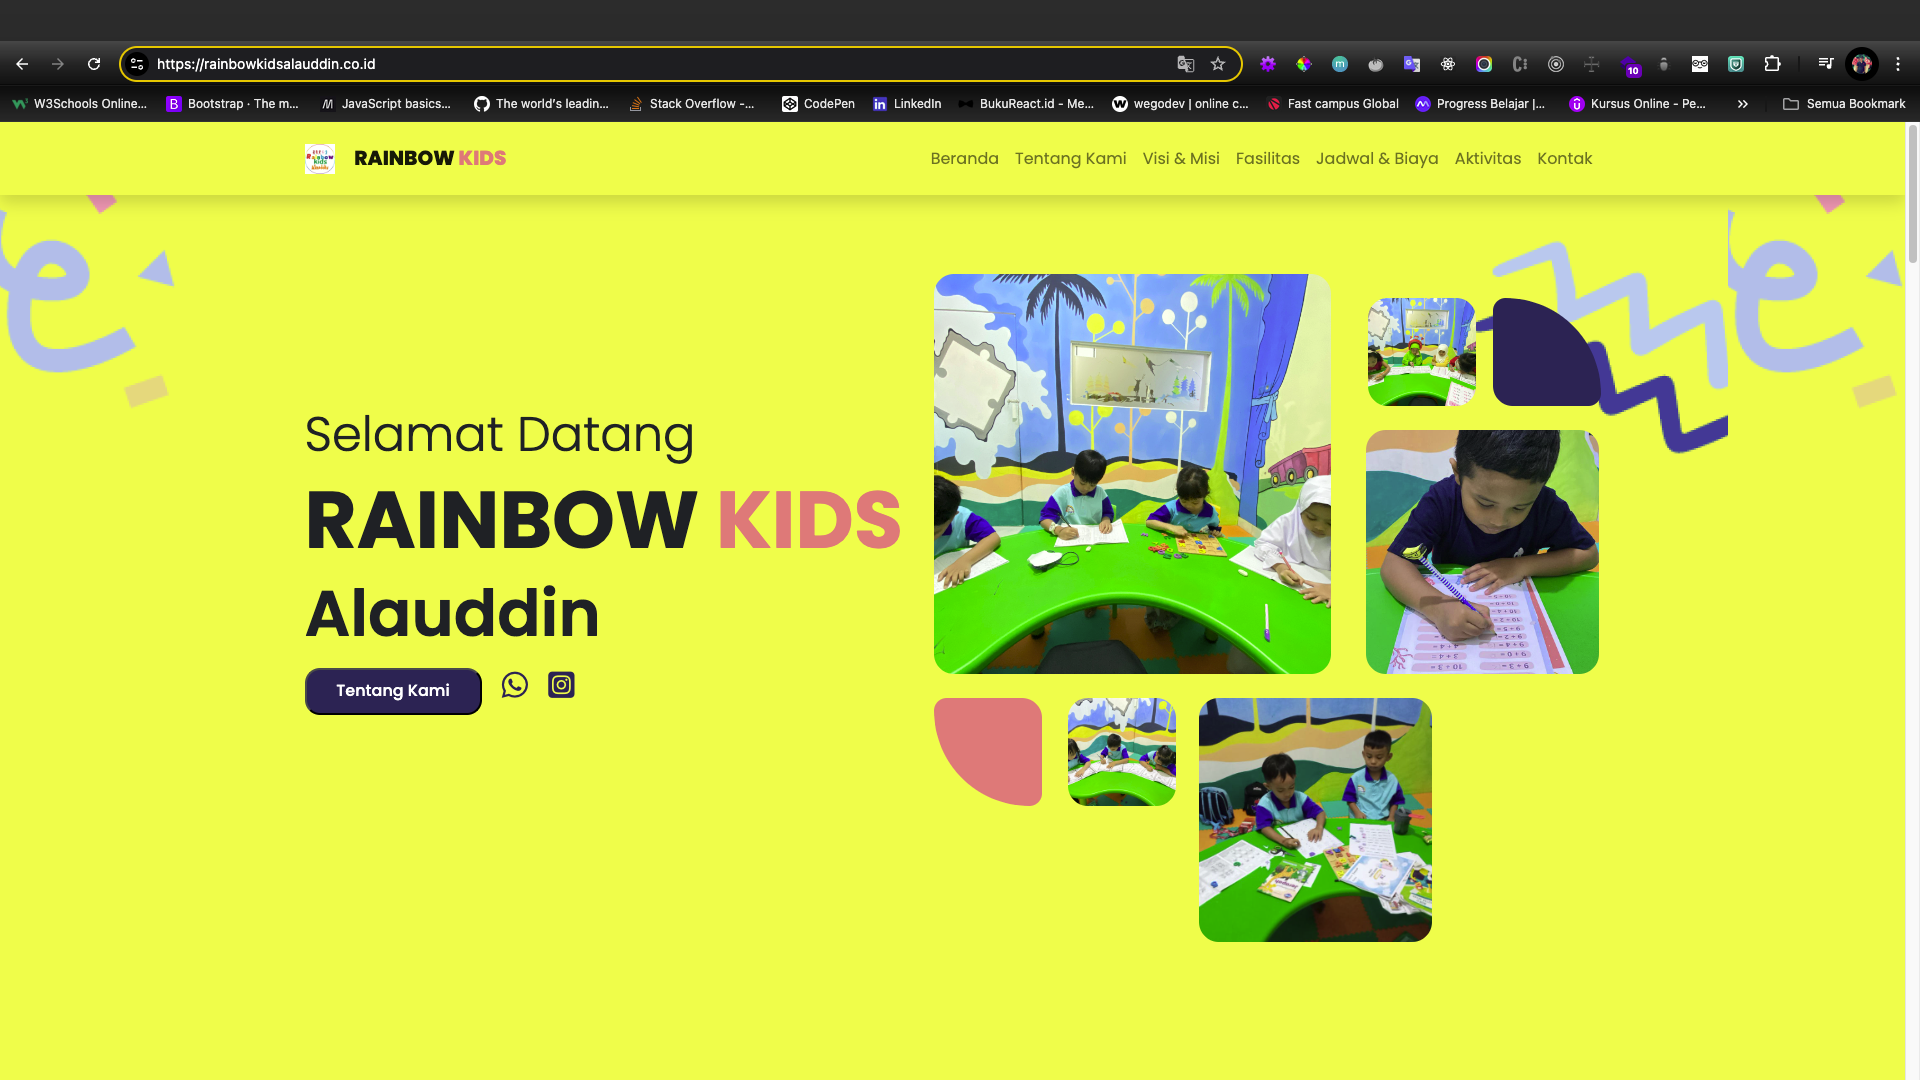 https://rainbowkidsalauddin.co.id
10
W3Schools Online...
Bootstrap · The m...
JavaScript basics...
The world's leadin...
Stack Overflow -...
CodePen
LinkedIn
BukuReact.id - Me...
wegodev | online c...
Fast campus Global
Progress Belajar |...
Kursus Online - Pe...
Semua Bookmark
RAINBOW KIDS
Beranda
Tentang Kami
Visi & Misi
Fasilitas
Jadwal & Biaya
Aktivitas
Kontak
Selamat Datang
RAINBOW KIDS
Alauddin
Tentang Kami